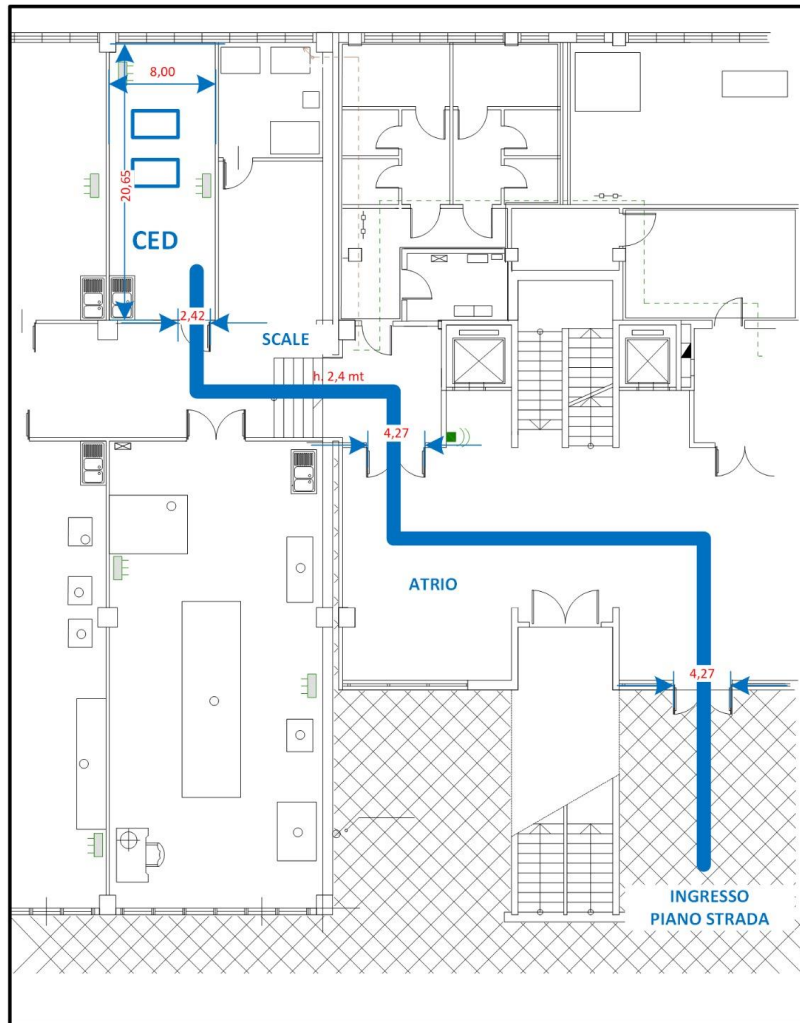 8,00
20,65
CED
2,42
SCALE
h. 2,4 mt
4,27
ATRIO
4,27
INGRESSO
PIANO STRADA